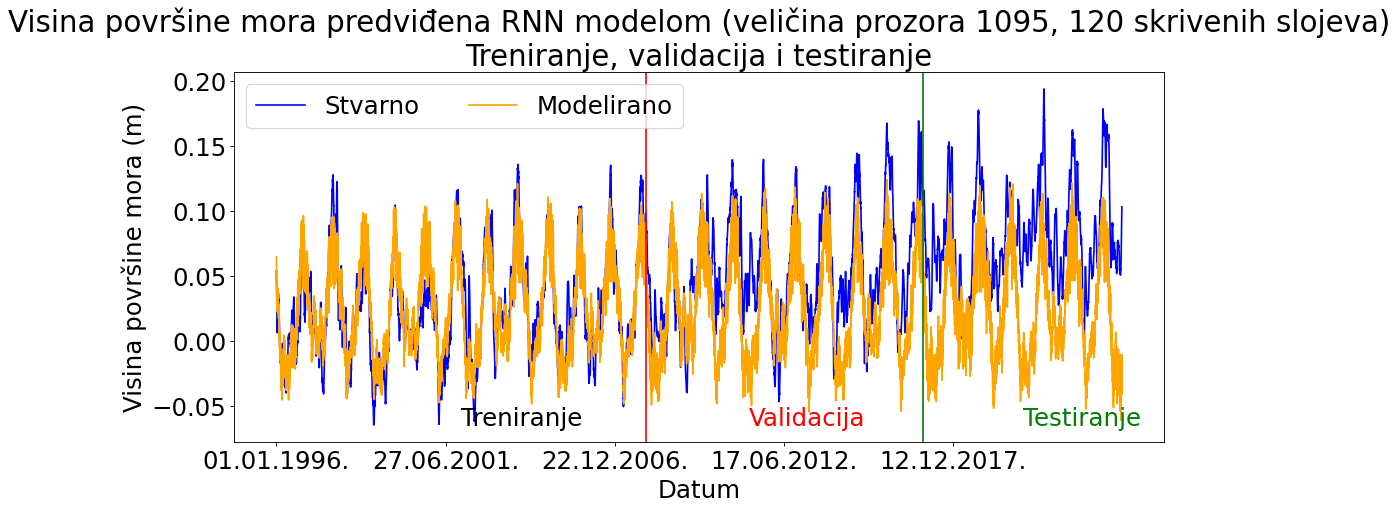 Visina površine mora predviđena RNN modelom (veličina prozora 1095, 120 skrivenih slojeva)
Treniranje, validacija i testiranje
Stvarno
Modelirano
Visina površine mora (m)
0.20
0.15
0.10
0.05
0.00
−0.05
Treniranje
Validacija
Testiranje
01.01.1996.
27.06.2001.
22.12.2006.
17.06.2012.
12.12.2017.
Datum